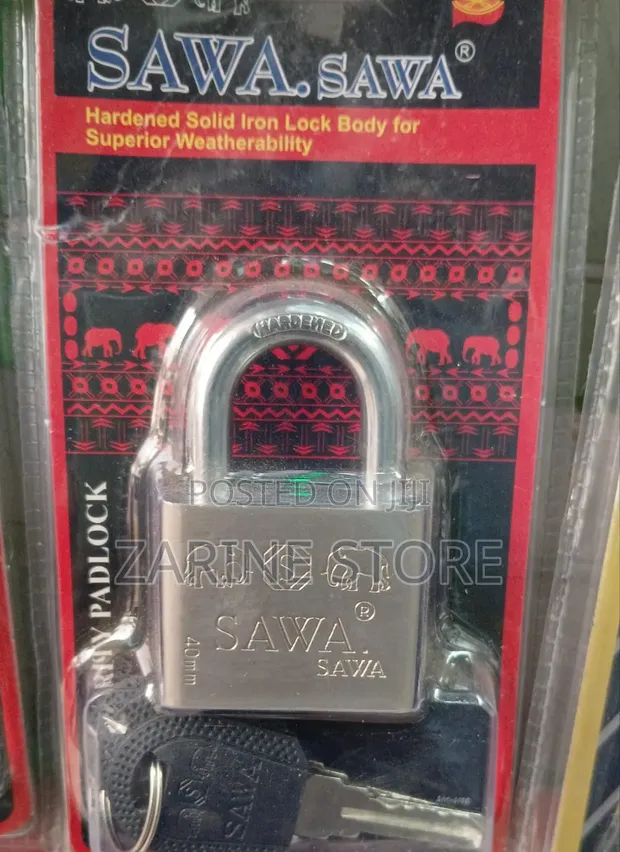 SAWA. SAWA®
Hardened Solid Iron Lock Body for
Superior Weatherability
HARDENED
POSTED ON JIJI
ZARINE STORE
PADLOCK
S
SAWA.®
SAWA
40mm
SAWA